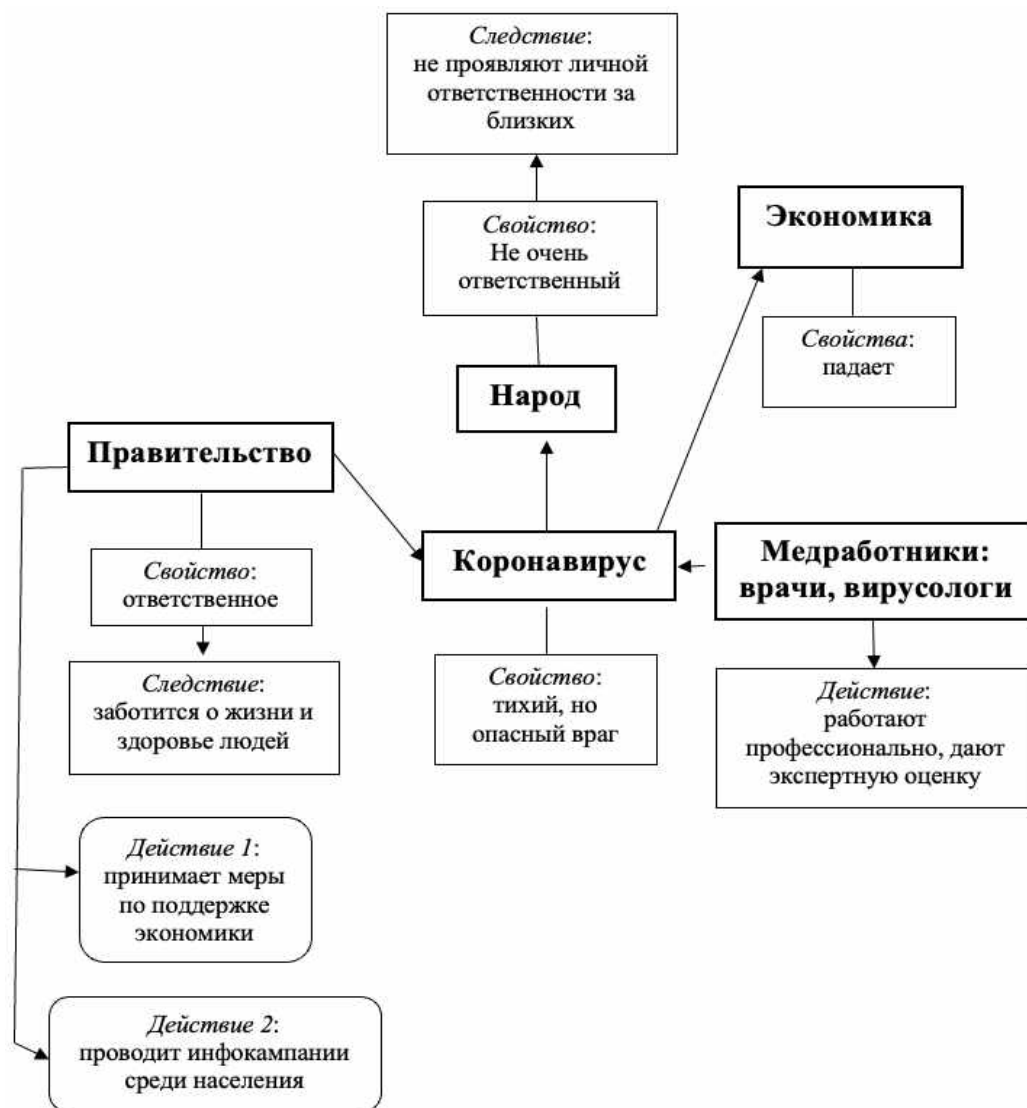 Следствие:
не проявляют личной
ответственности за
близких
Свойство:
Не очень
ответственный
Экономика
Свойства:
падает
Народ
Правительство
Свойство:
ответственное
Следствие:
заботится о жизни и
здоровье людей
Коронавирус
Свойство:
тихий, но
опасный враг
Медработники:
врачи, вирусологи
Действие:
работают
профессионально, дают
экспертную оценку
Действие 1:
принимает меры
по поддержке
экономики
Действие 2:
проводит инфокампании
среди населения